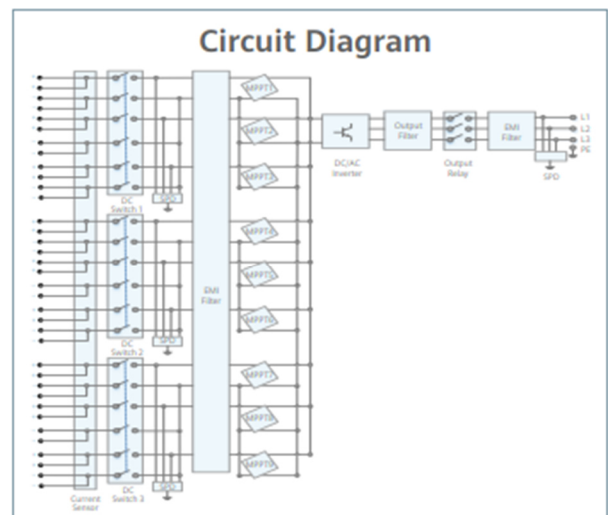 Circuit Diagram
MPPT1
MPPT2
MPPT3
MPPT4
MPPT5
MPPT6
MPPT7
MPPT8
MPPT9
SPD
DC
Switch 1
SPD
DC
Switch 2
SPD
DC
Switch 3
Current
Sensor
EMI
Filter
DC/AC
Inverter
Output
Filter
Output
Relay
EMI
Filter
L1
L2
L3
PE
SPD